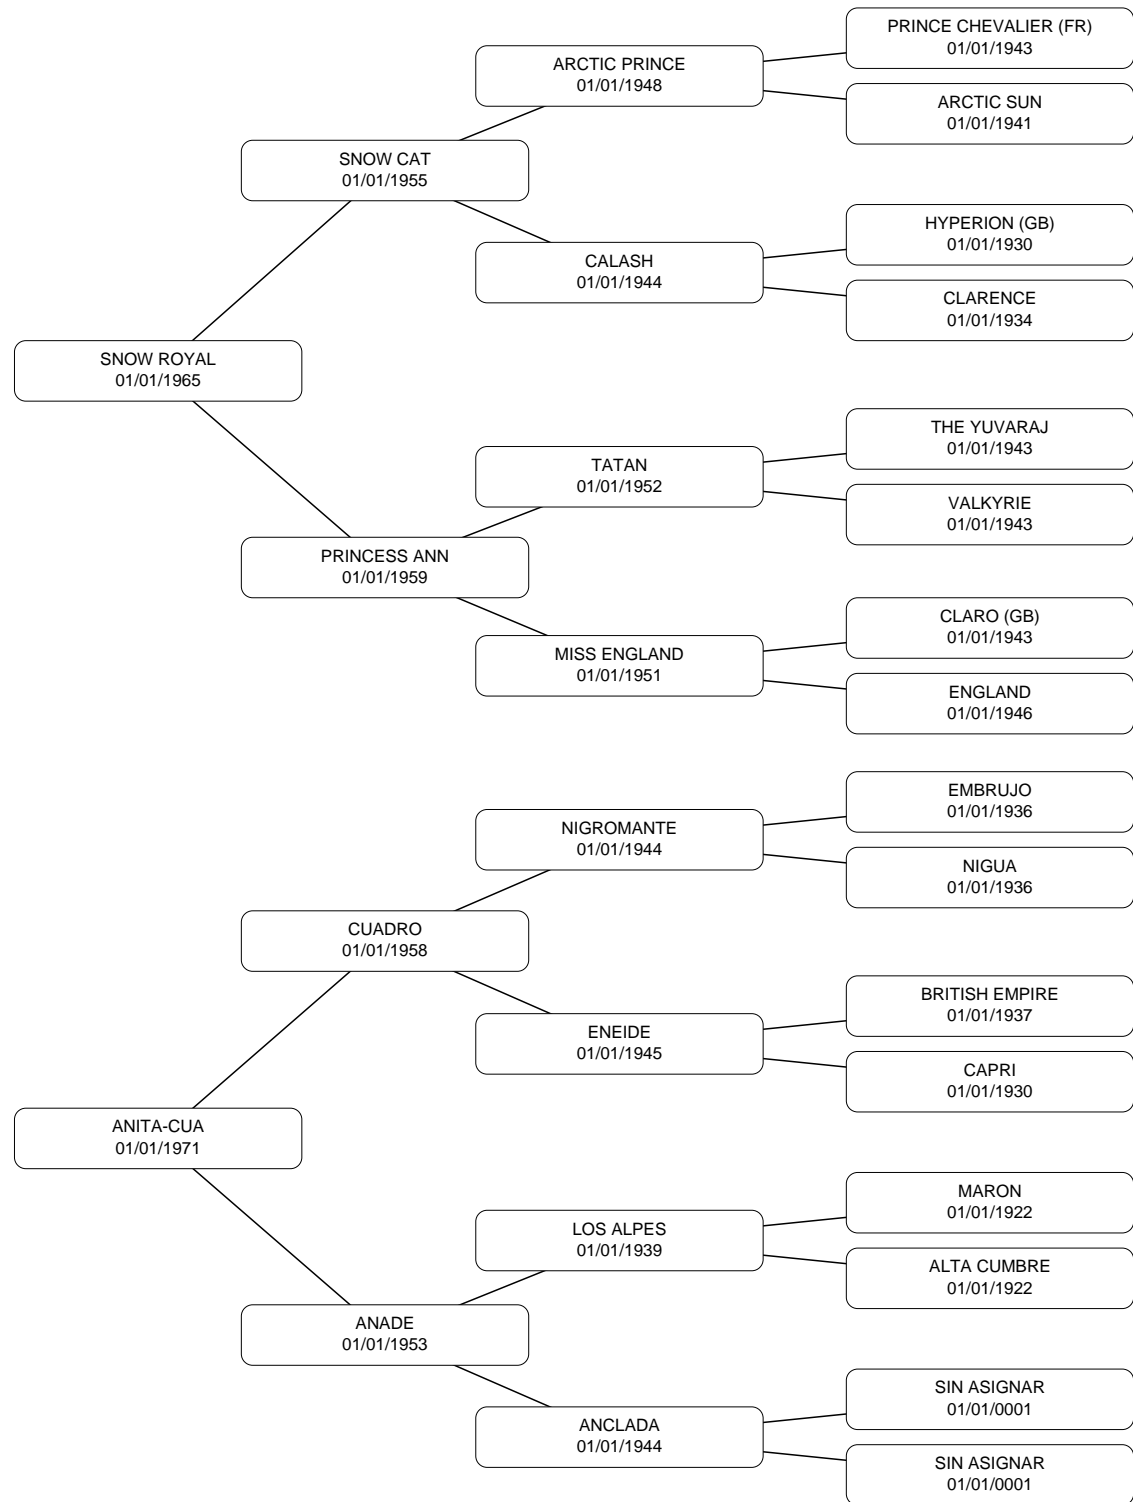 PRINCE CHEVALIER (FR)
01/01/1943
ARCTIC PRINCE
01/01/1948
ARCTIC SUN
01/01/1941
SNOW CAT
01/01/1955
HYPERION (GB)
01/01/1930
CALASH
01/01/1944
CLARENCE
01/01/1934
SNOW ROYAL
01/01/1965
THE YUVARAJ
01/01/1943
TATAN
01/01/1952
VALKYRIE
01/01/1943
PRINCESS ANN
01/01/1959
CLARO (GB)
01/01/1943
MISS ENGLAND
01/01/1951
ENGLAND
01/01/1946
EMBRUJO
01/01/1936
NIGROMANTE
01/01/1944
NIGUA
01/01/1936
CUADRO
01/01/1958
BRITISH EMPIRE
01/01/1937
ENEIDE
01/01/1945
CAPRI
01/01/1930
ANITA-CUA
01/01/1971
MARON
01/01/1922
LOS ALPES
01/01/1939
ALTA CUMBRE
01/01/1922
ANADE
01/01/1953
SIN ASIGNAR
01/01/0001
ANCLADA
01/01/1944
SIN ASIGNAR
01/01/0001